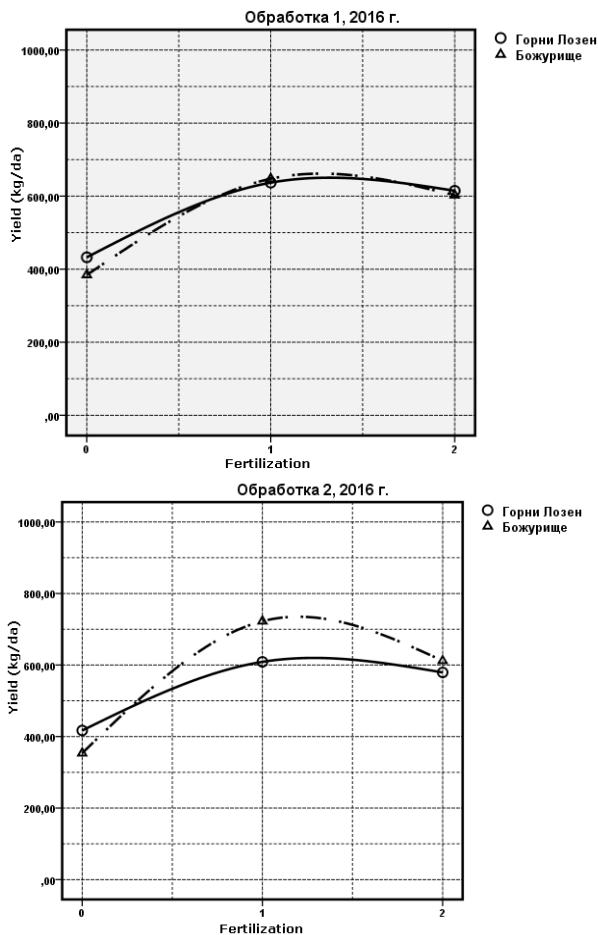 Обработка 1, 2016 г.
Горни Лозен
Божурище
1000,00
800,00
600,00
400,00
200,00
,00
Yield (kg/da)
0 1 2
Fertilization
Обработка 2, 2016 г.
Горни Лозен
Божурище
1000,00
800,00
600,00
400,00
200,00
,00
Yield (kg/da)
0 1 2
Fertilization